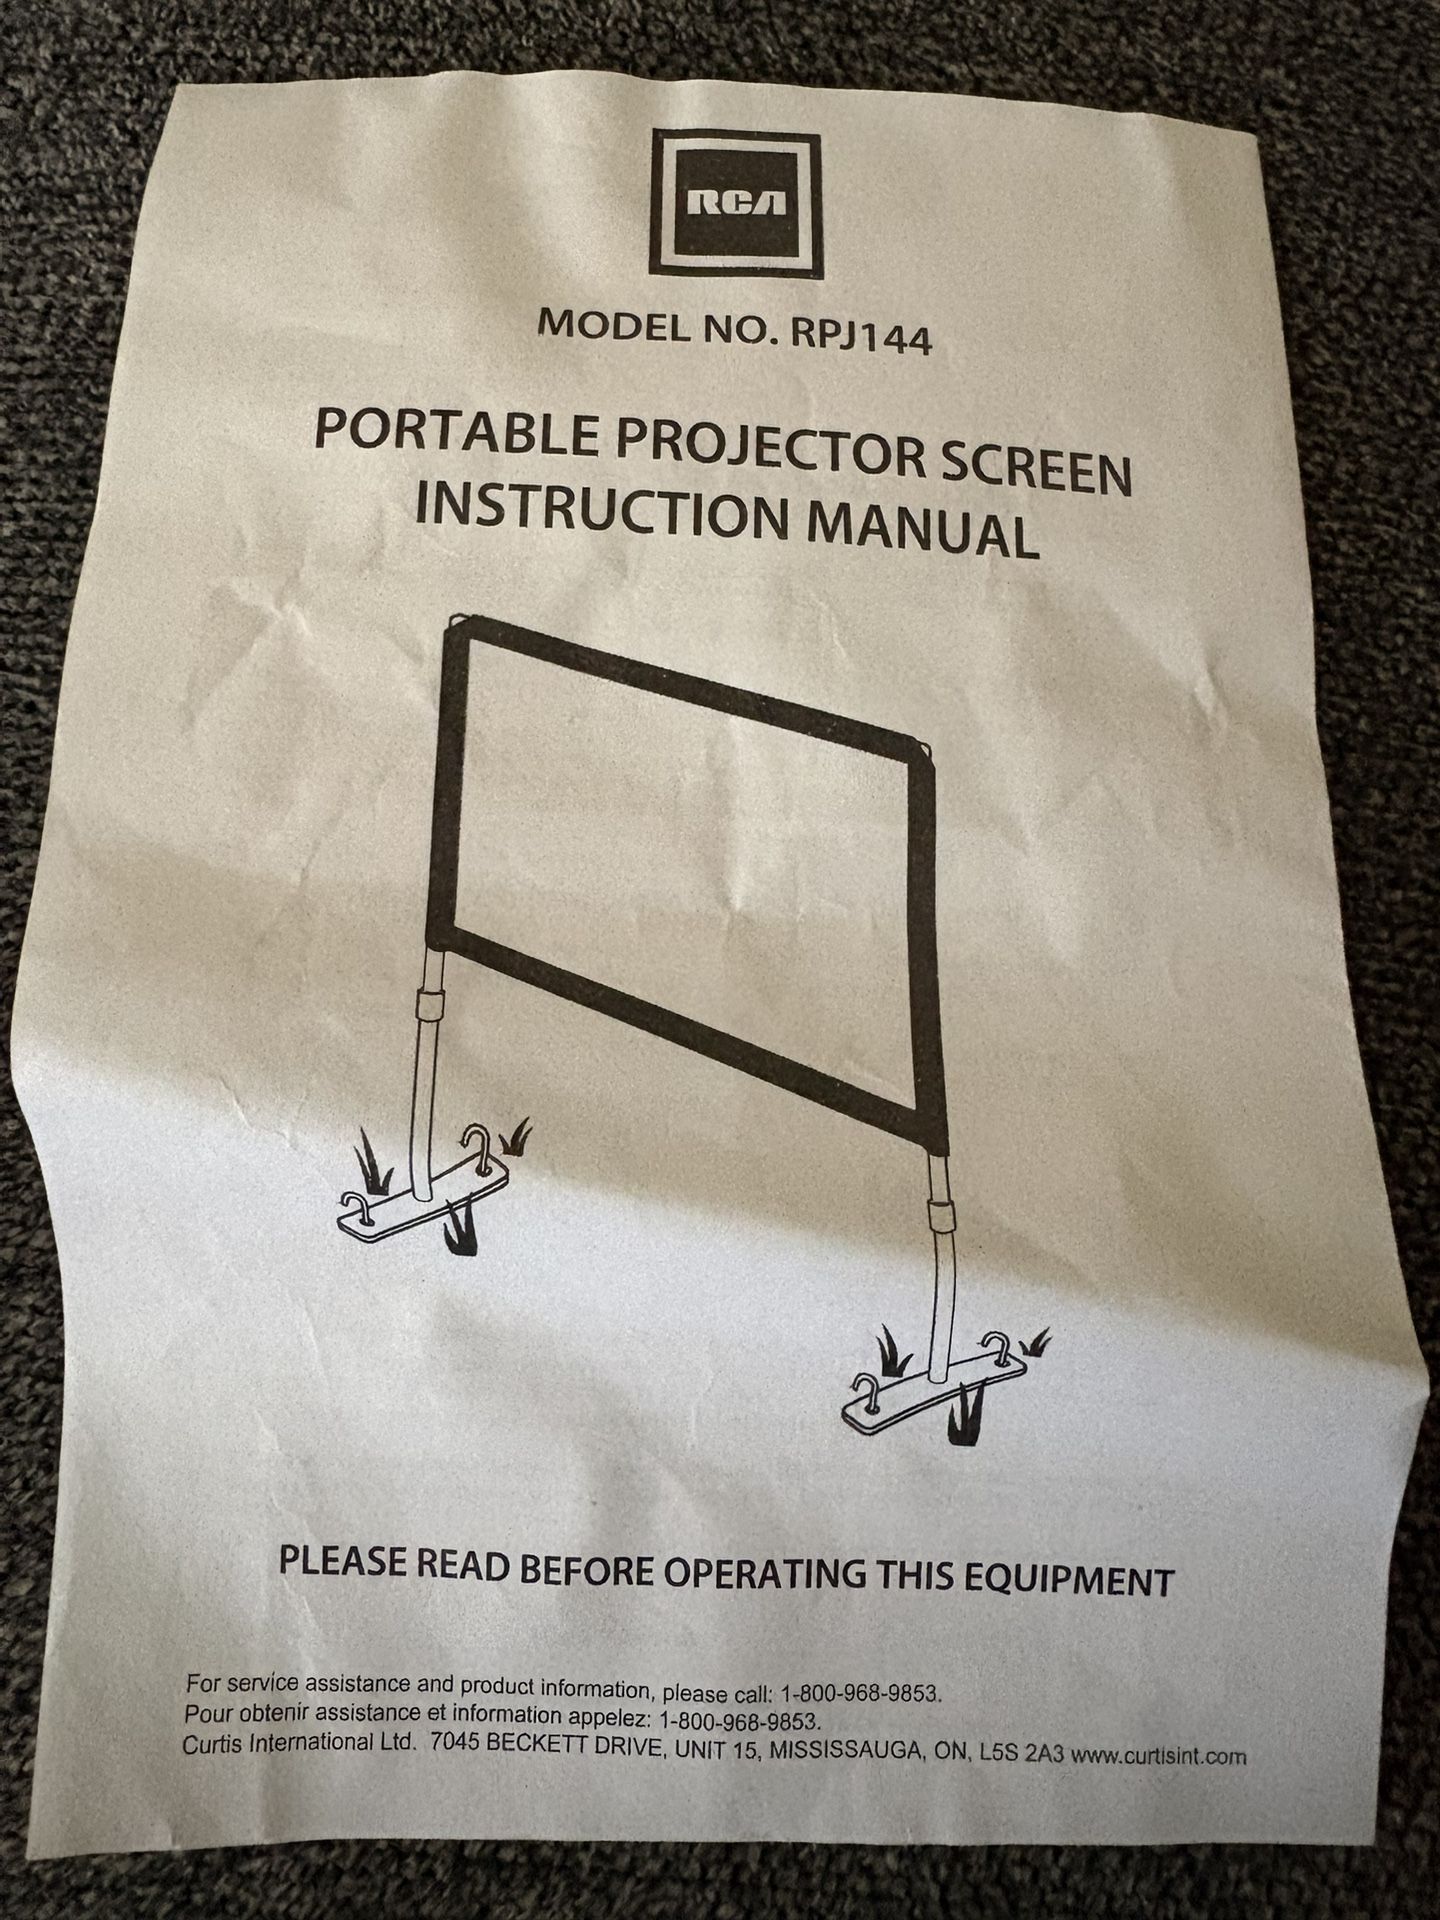 RCA
MODEL NO. RPJ144
PORTABLE PROJECTOR SCREEN
INSTRUCTION MANUAL
PLEASE READ BEFORE OPERATING THIS EQUIPMENT
For service assistance and product information, please call: 1-800-968-9853.
Pour obtenir assistance et information appelez: 1-800-968-9853.
Curtis International Ltd. 7045 BECKETT DRIVE, UNIT 15, MISSISSAUGA, ON, L5S 2A3 www.curtisint.com